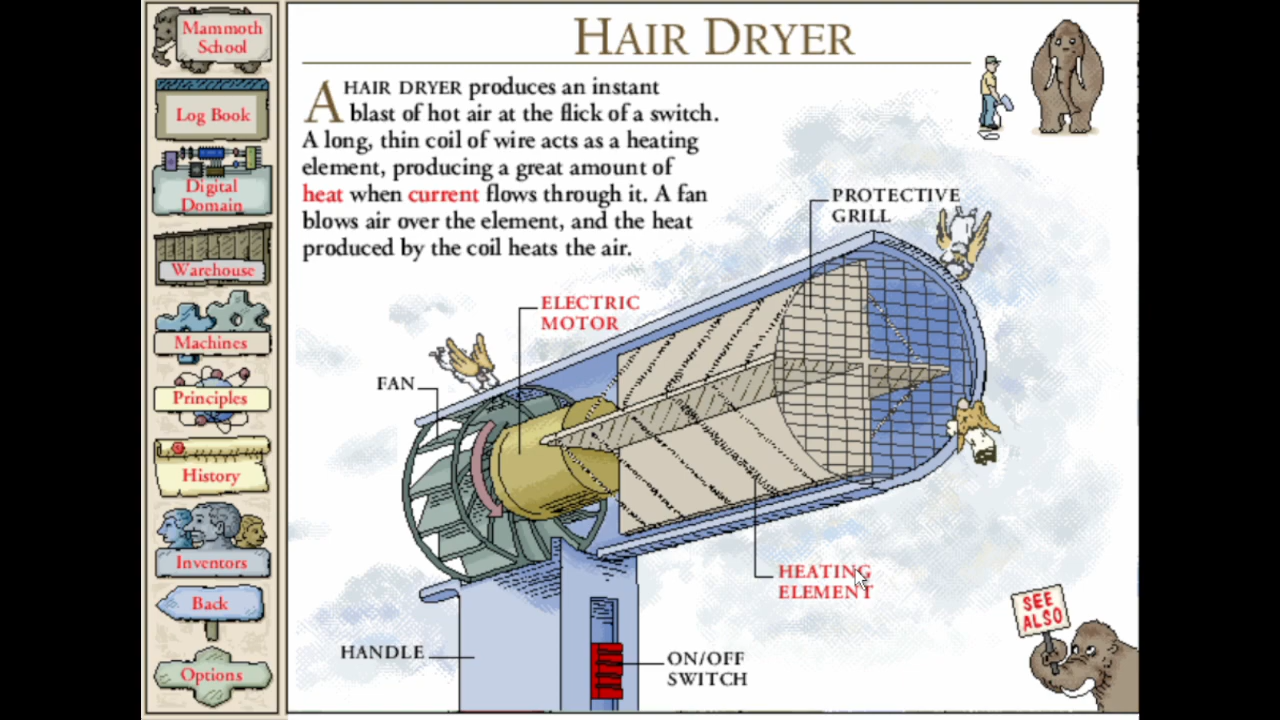 Mammoth
School
Log Book
Digital
Domain
Warehouse
Machines
Principles
History
Inventors
Back
Options
HAIR DRYER
A HAIR DRYER produces an instant
blast of hot air at the flick of a switch.
A long, thin coil of wire acts as a heating
element, producing a great amount of
heat when current flows through it. A fan
blows air over the element, and the heat
produced by the coil heats the air.
PROTECTIVE
GRILL
ELECTRIC
MOTOR
FAN
HEATING
ELEMENT
SEE
ALSO
HANDLE
ON/OFF
SWITCH